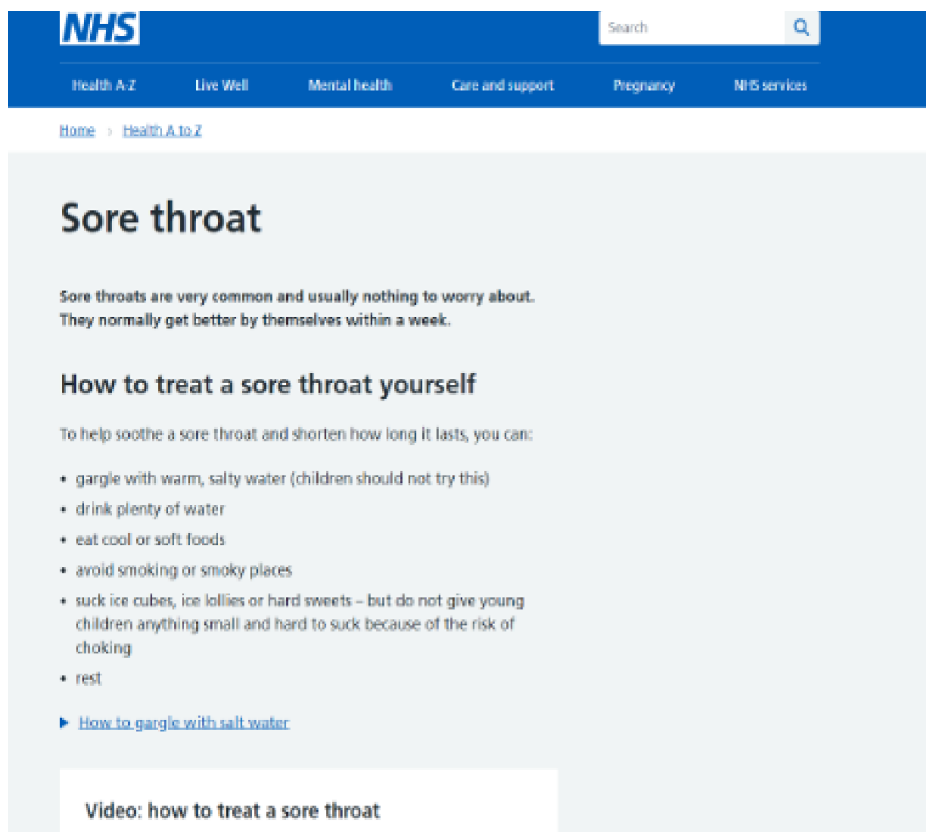 NHS
Search
Health A-Z Live Well Mental health Care and support Pregnancy NHS services
Home > Health A to Z
Sore throat
Sore throats are very common and usually nothing to worry about.
They normally get better by themselves within a week.
How to treat a sore throat yourself
To help soothe a sore throat and shorten how long it lasts, you can:
• gargle with warm, salty water (children should not try this)
• drink plenty of water
• eat cool or soft foods
• avoid smoking or smoky places
• suck ice cubes, ice lollies or hard sweets – but do not give young
children anything small and hard to suck because of the risk of
choking
• rest
How to gargle with salt water
Video: how to treat a sore throat